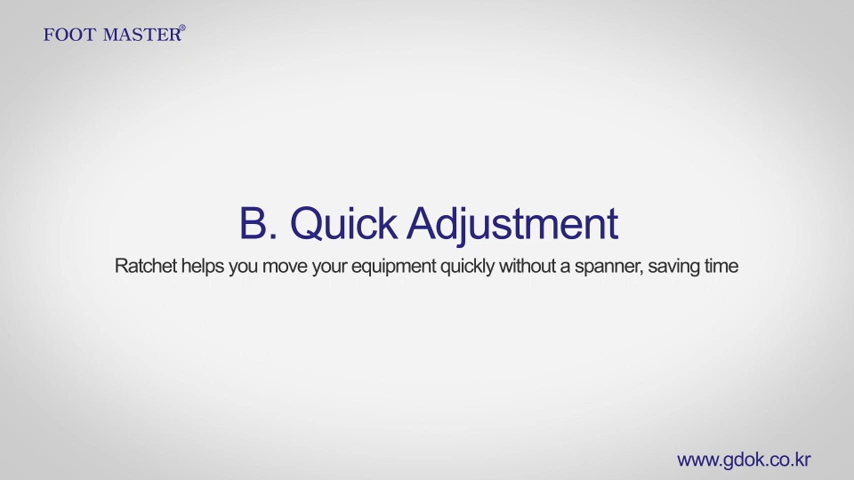 FOOT MASTER®
B. Quick Adjustment
Ratchet helps you move your equipment quickly without a spanner, saving time
www.gdok.co.kr